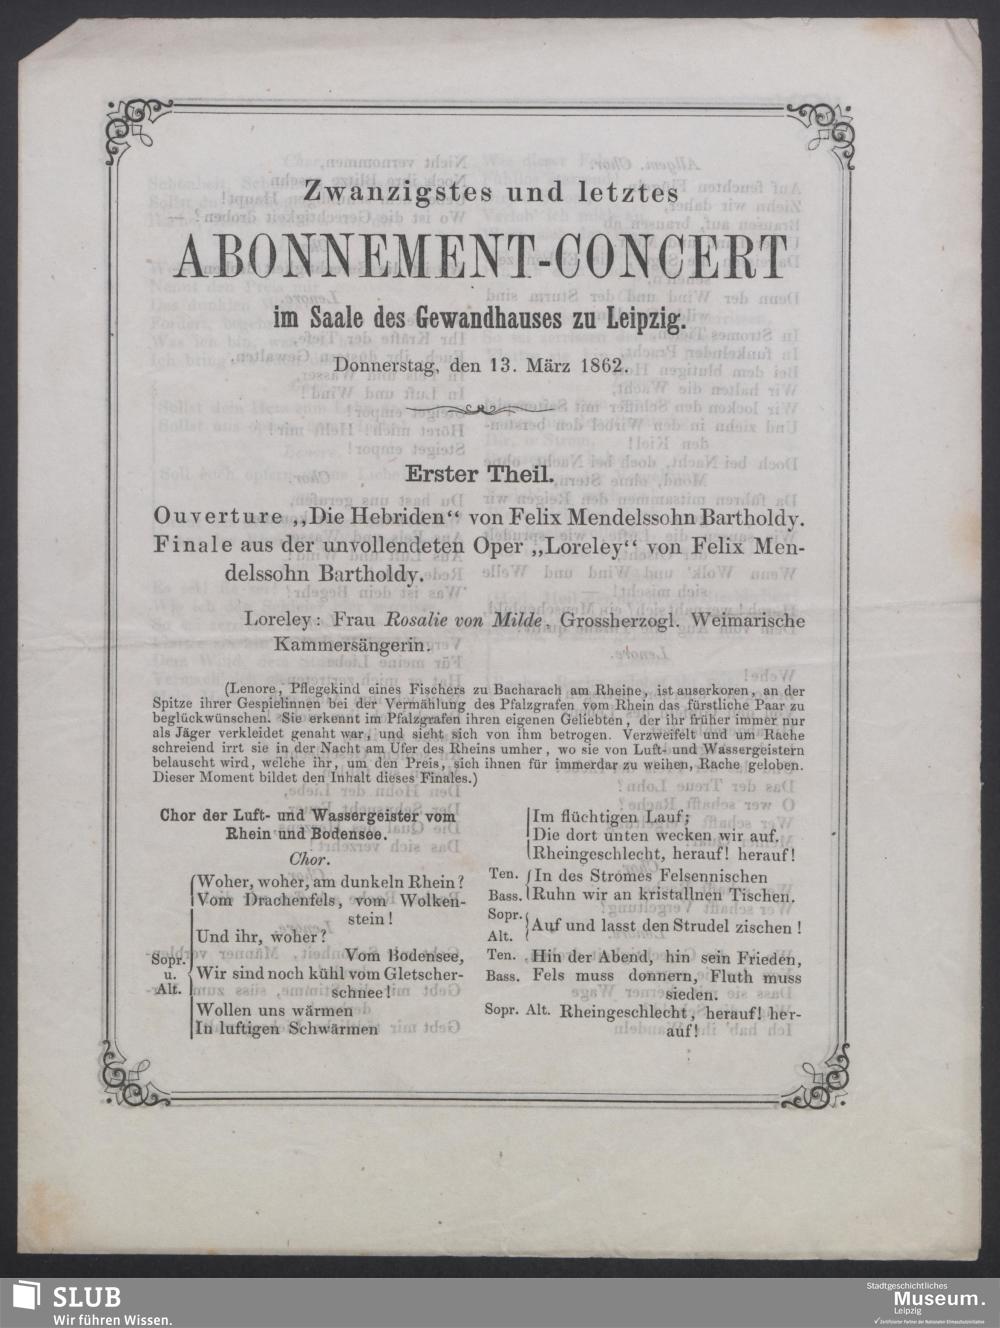 Zwanzigstes und letztes
ABONNEMENT-CONCERT
im Saale des Gewandhauses zu Leipzig.
Donnerstag, den 13. März 1862.
Erster Theil.
Ouverture „Die Hebriden“ von Felix Mendelssohn Bartholdy.
Finale aus der unvollendeten Oper „Loreley“ von Felix Men-
delssohn Bartholdy.
Loreley: Frau Rosalie von Milde, Grossherzogl. Weimarische
Kammersängerin.
(Lenore, Pflegekind eines Fischers zu Bacharach am Rheine, ist auserkoren, an der
Spitze ihrer Gespielinnen bei der Vermählung des Pfalzgrafen vom Rhein das fürstliche Paar zu
beglückwünschen. Sie erkennt im Pfalzgrafen ihren eigenen Geliebten, der ihr früher immer nur
als Jäger verkleidet genaht war, und sieht sich von ihm betrogen. Verzweifelt und um Rache
schreiend irrt sie in der Nacht am Ufer des Rheins umher, wo sie von Luft- und Wassergeistern
belauscht wird, welche ihr, um den Preis, sich ihnen für immerdar zu weihen, Rache geloben.
Dieser Moment bildet den Inhalt dieses Finales.)
Chor der Luft- und Wassergeister vom
Rhein und Bodensee.
Chor.
Woher, woher, am dunkeln Rhein?
Vom Drachenfels, vom Wolken-
stein!
Und ihr, woher?
Vom Bodensee,
Sopr. u. Alt. Wir sind noch kühl vom Gletscher-
schnee!
Wollen uns wärmen
In luftigen Schwärmen
Im flüchtigen Lauf;
Die dort unten wecken wir auf.
Rheingeschlecht, herauf! herauf!
Ten. In des Stromes Felsennischen
Bass. Ruhn wir an kristallnen Tischen.
Sopr. Alt. Auf und lasst den Strudel zischen!
Ten. Hin der Abend, hin sein Frieden,
Bass. Fels muss donnern, Fluth muss
sieden.
Sopr. Alt. Rheingeschlecht, herauf! her-
auf!
SLUB
Wir führen Wissen.
Stadtgeschichtliches
Museum.
Leipzig